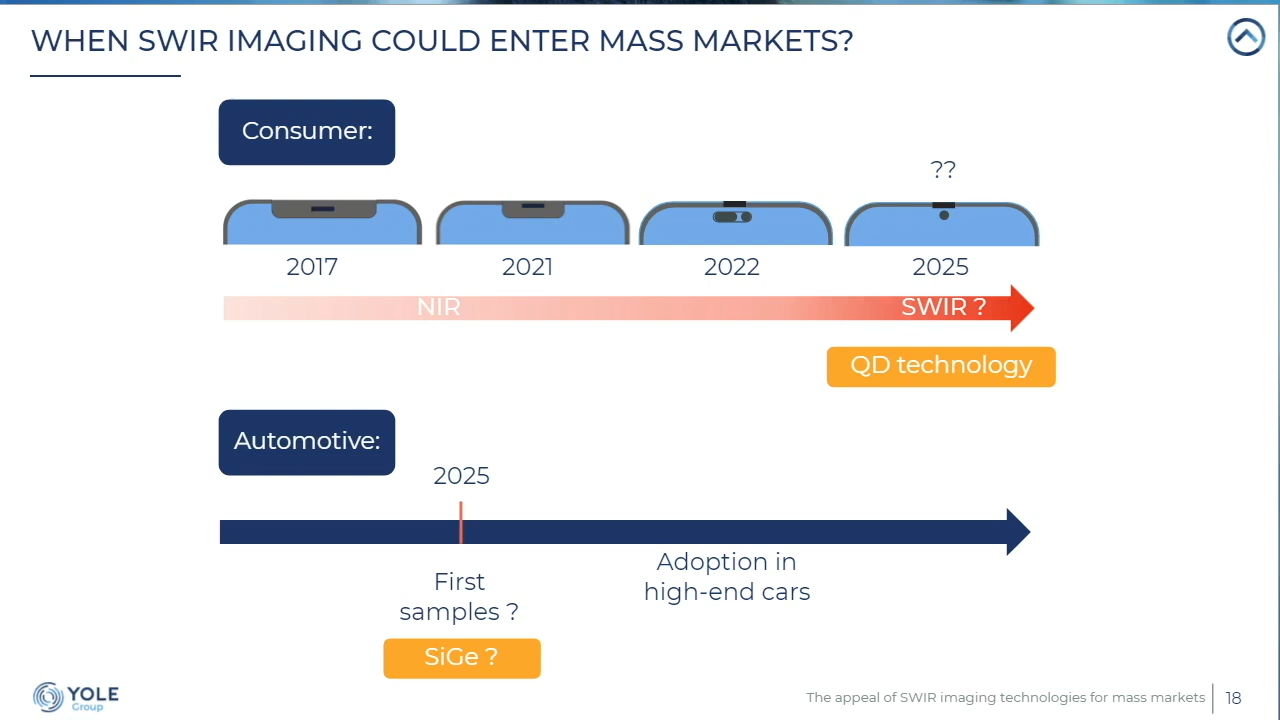 WHEN SWIR IMAGING COULD ENTER MASS MARKETS?
Consumer:
??
2017
2021
2022
2025
NIR
SWIR ?
QD technology
Automotive:
2025
First
samples ?
SiGe ?
Adoption in
high-end cars
YOLE
Group
The appeal of SWIR imaging technologies for mass markets
18